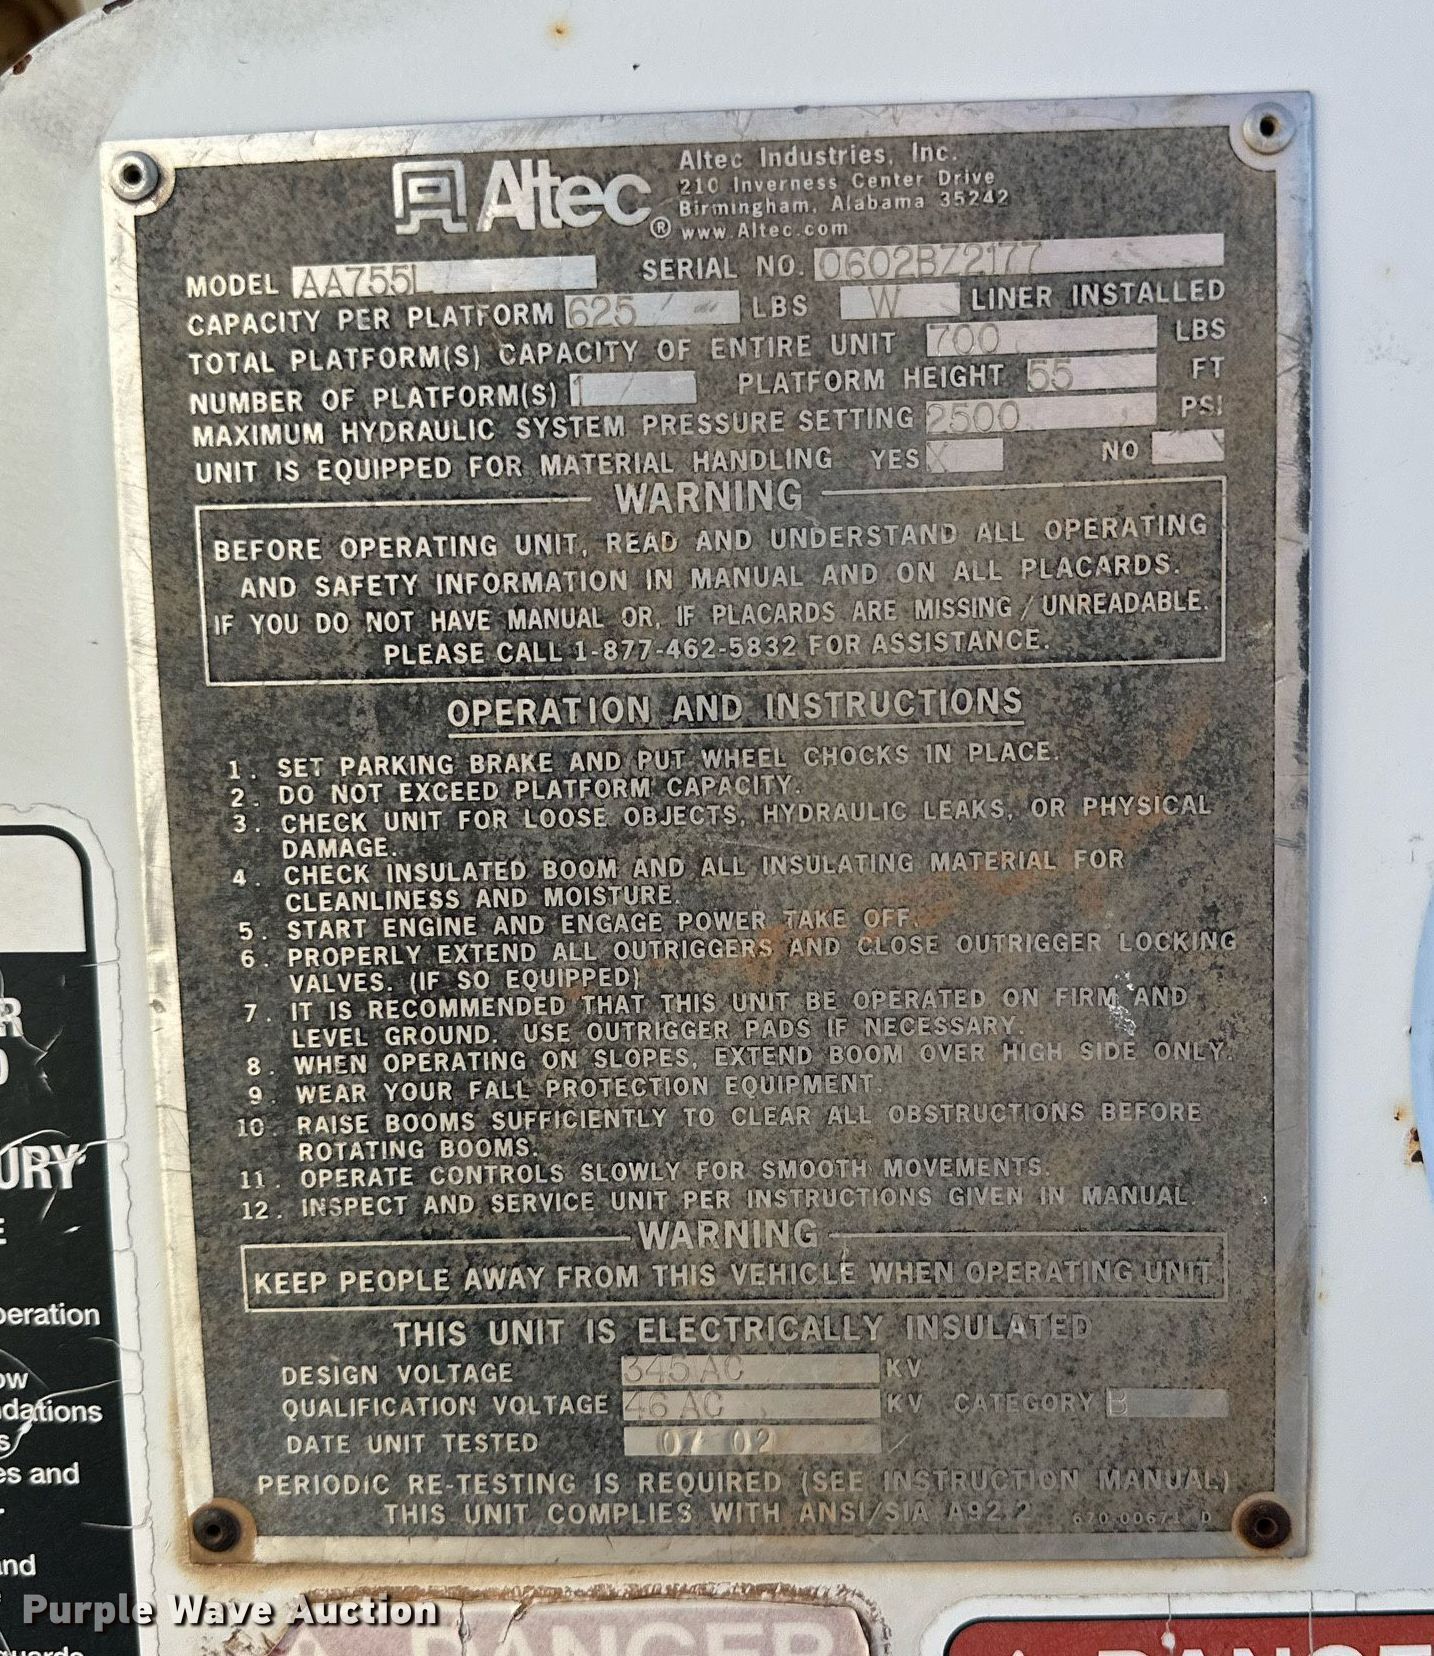 Altec®
Altec Industries, Inc.
210 Inverness Center Drive
Birmingham, Alabama 35242
www.Altec.com
MODEL AA755L SERIAL NO. 0602BZ2177
CAPACITY PER PLATFORM 625 LBS W LINER INSTALLED
TOTAL PLATFORM(S) CAPACITY OF ENTIRE UNIT 700 LBS
NUMBER OF PLATFORM(S) 1 PLATFORM HEIGHT 55 FT
MAXIMUM HYDRAULIC SYSTEM PRESSURE SETTING 2500 PSI
UNIT IS EQUIPPED FOR MATERIAL HANDLING YES X NO
WARNING
BEFORE OPERATING UNIT, READ AND UNDERSTAND ALL OPERATING
AND SAFETY INFORMATION IN MANUAL AND ON ALL PLACARDS.
IF YOU DO NOT HAVE MANUAL OR, IF PLACARDS ARE MISSING / UNREADABLE.
PLEASE CALL 1-877-462-5832 FOR ASSISTANCE.
OPERATION AND INSTRUCTIONS
1. SET PARKING BRAKE AND PUT WHEEL CHOCKS IN PLACE.
2. DO NOT EXCEED PLATFORM CAPACITY.
3. CHECK UNIT FOR LOOSE OBJECTS, HYDRAULIC LEAKS, OR PHYSICAL
DAMAGE.
4. CHECK INSULATED BOOM AND ALL INSULATING MATERIAL FOR
CLEANLINESS AND MOISTURE.
5. START ENGINE AND ENGAGE POWER TAKE OFF.
6. PROPERLY EXTEND ALL OUTRIGGERS AND CLOSE OUTRIGGER LOCKING
VALVES. (IF SO EQUIPPED)
7. IT IS RECOMMENDED THAT THIS UNIT BE OPERATED ON FIRM AND
LEVEL GROUND. USE OUTRIGGER PADS IF NECESSARY.
8. WHEN OPERATING ON SLOPES, EXTEND BOOM OVER HIGH SIDE ONLY.
9. WEAR YOUR FALL PROTECTION EQUIPMENT.
10. RAISE BOOMS SUFFICIENTLY TO CLEAR ALL OBSTRUCTIONS BEFORE
ROTATING BOOMS.
11. OPERATE CONTROLS SLOWLY FOR SMOOTH MOVEMENTS.
12. INSPECT AND SERVICE UNIT PER INSTRUCTIONS GIVEN IN MANUAL.
WARNING
KEEP PEOPLE AWAY FROM THIS VEHICLE WHEN OPERATING UNIT.
THIS UNIT IS ELECTRICALLY INSULATED
DESIGN VOLTAGE 345 AC KV
QUALIFICATION VOLTAGE 46 AC KV CATEGORY B
DATE UNIT TESTED 07 02
PERIODIC RE-TESTING IS REQUIRED (SEE INSTRUCTION MANUAL)
THIS UNIT COMPLIES WITH ANSI/SIA A92.2
Purple Wave Auction
DANGER